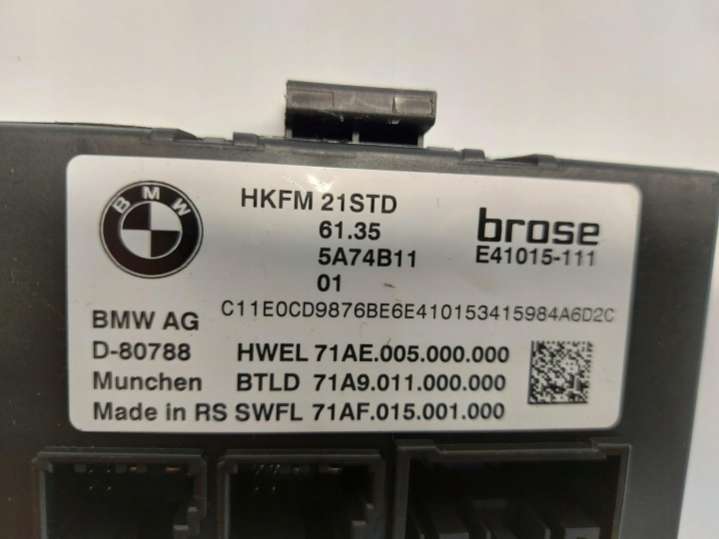 BMW
HKFM 21STD
61.35
5A74B11
01
brose
E41015-111
C11E0CD9876BE6E410153415984A6D2C
BMW AG
D-80788 HWEL 71AE.005.000.000
Munchen BTLD 71A9.011.000.000
Made in RS SWFL 71AF.015.001.000